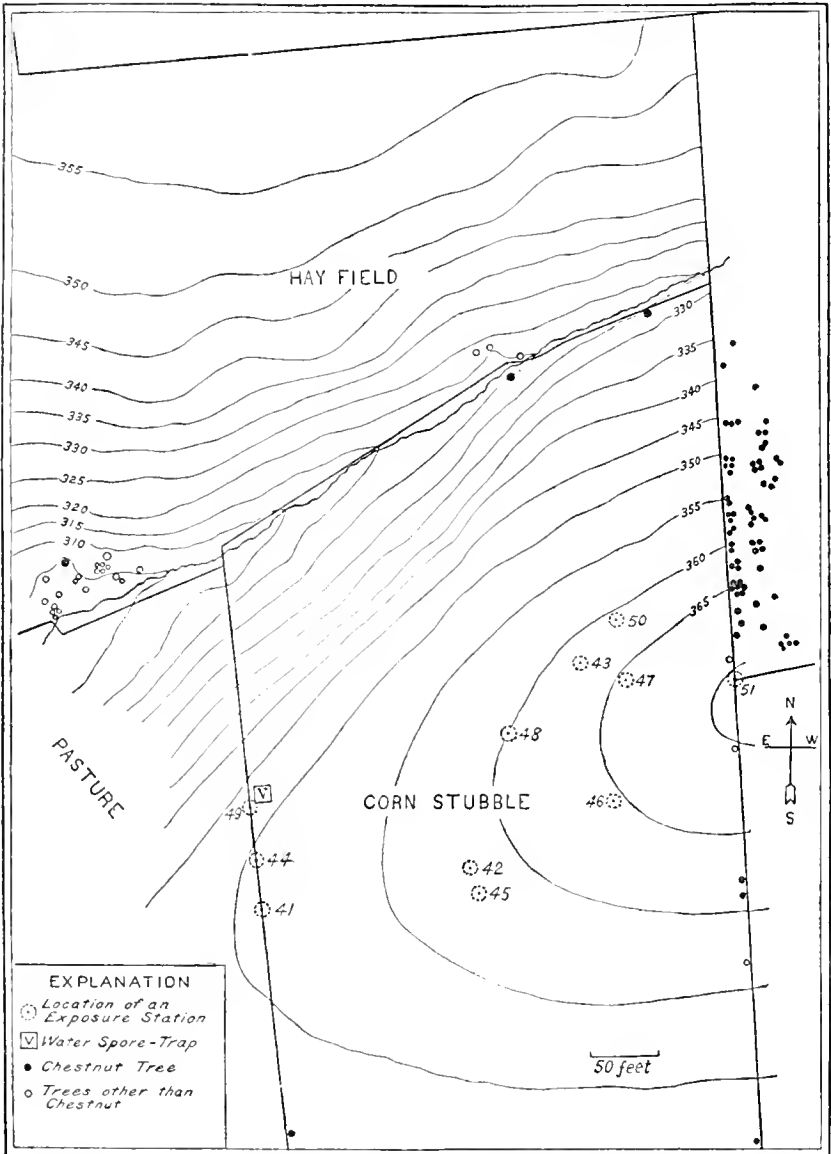 355
350
HAY FIELD
345
340
335
330
325
320
315
310
330
335
340
345
350
355
360
365
50
43
47
51
48
N
E W
S
PASTURE
V
49
CORN STUBBLE
46
44
42
41
45
EXPLANATION
Location of an
Exposure Station
V Water Spore-Trap
Chestnut Tree
Trees other than
Chestnut
50 feet